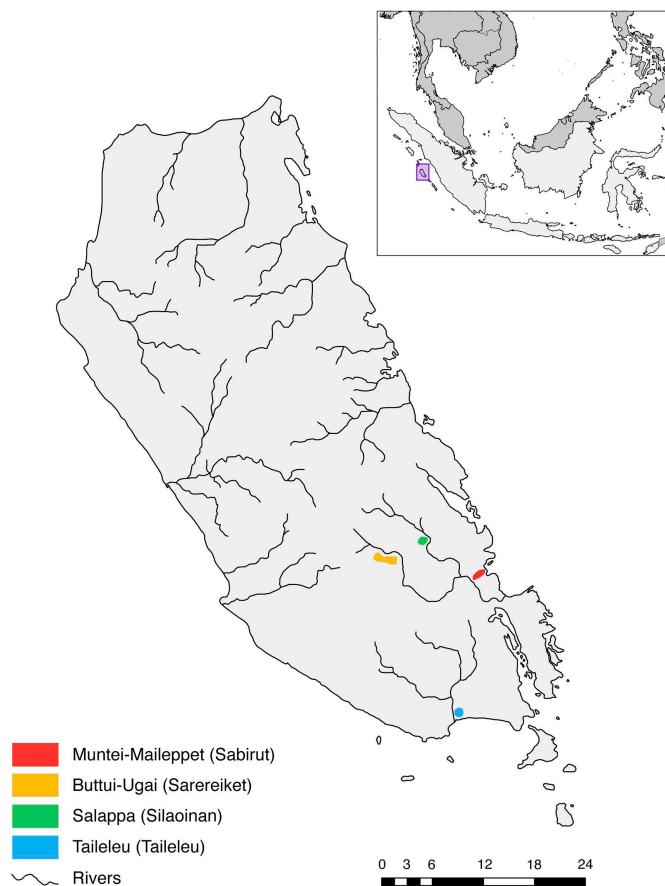 Muntei-Maileppet (Sabirut)
Buttui-Ugai (Sarereiket)
Salappa (Silaoinan)
Taileleu (Taileleu)
Rivers
0 3 6 12 18 24